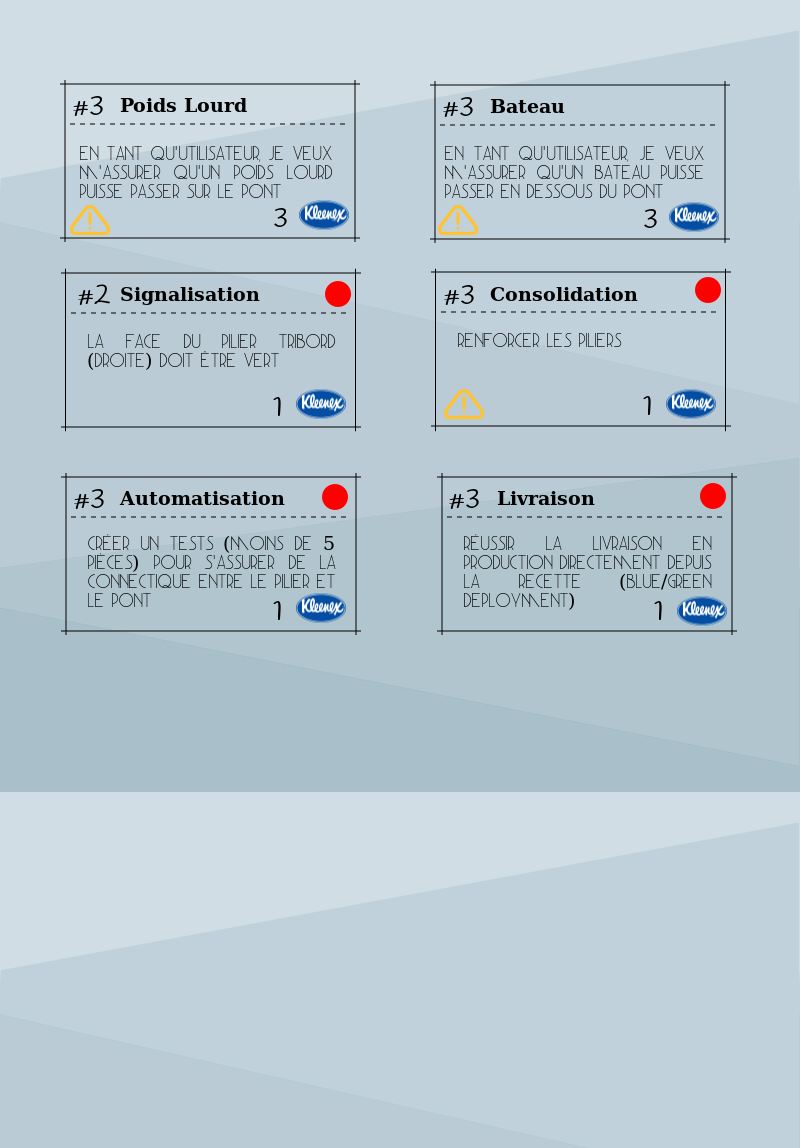 #3 Poids Lourd
EN TANT QU'UTILISATEUR, JE VEUX
M'ASSURER QU'UN POIDS LOURD
PUISSE PASSER SUR LE PONT
3 Kleenex
#3 Bateau
EN TANT QU'UTILISATEUR, JE VEUX
M'ASSURER QU'UN BATEAU PUISSE
PASSER EN DESSOUS DU PONT
3 Kleenex
#2 Signalisation
LA FACE DU PILIER TRIBORD
(DROITE) DOIT ÊTRE VERT
1 Kleenex
#3 Consolidation
RENFORCER LES PILIERS
1 Kleenex
#3 Automatisation
CRÉER UN TESTS (MOINS DE 5
PIÈCES) POUR S'ASSURER DE LA
CONNECTIQUE ENTRE LE PILIER ET
LE PONT
1 Kleenex
#3 Livraison
RÉUSSIR LA LIVRAISON EN
PRODUCTION DIRECTEMENT DEPUIS
LA RECETTE (BLUE/GREEN
DEPLOYMENT)
1 Kleenex